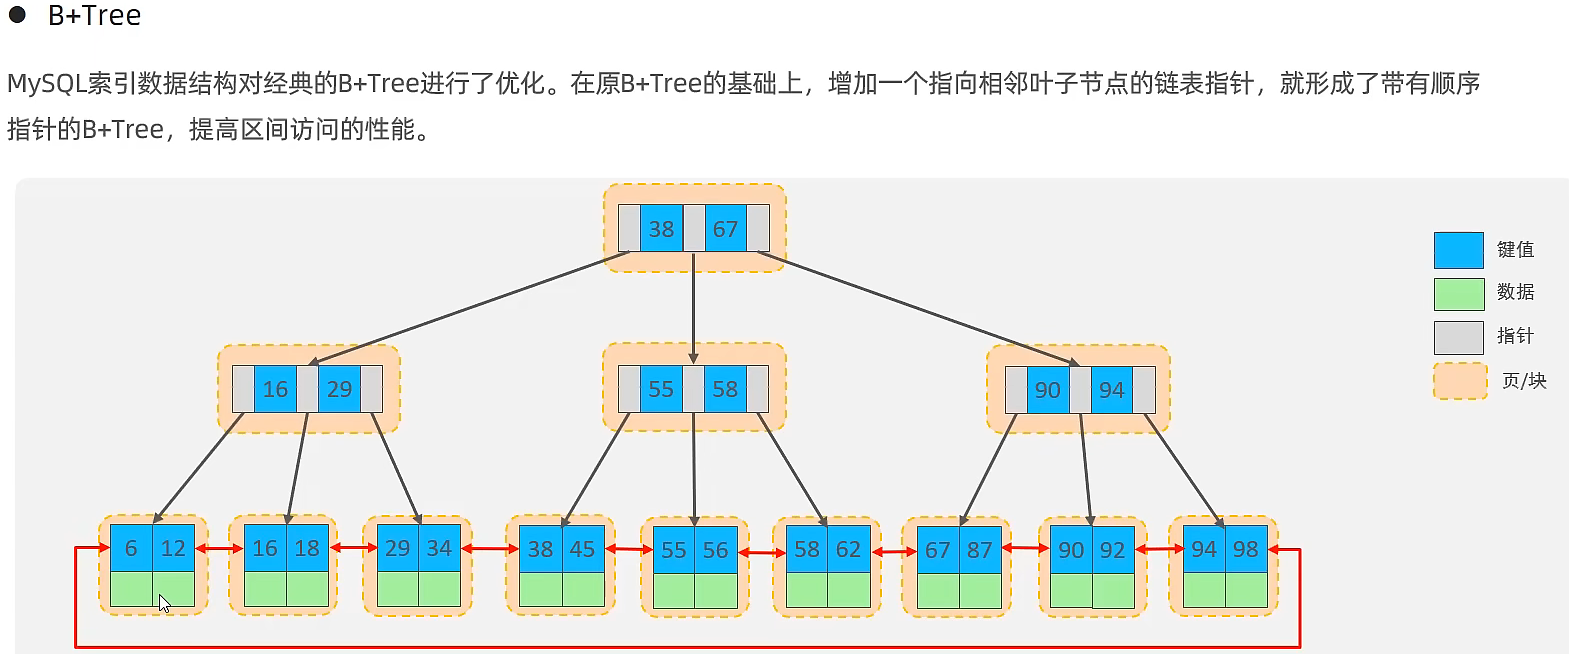 ● B+Tree
MySQL索引数据结构对经典的B+Tree进行了优化。在原B+Tree的基础上，增加一个指向相邻叶子节点的链表指针，就形成了带有顺序
指针的B+Tree，提高区间访问的性能。
38 67
键值
数据
指针
页/块
16 29
55 58
90 94
6 12 16 18 29 34 38 45 55 56 58 62 67 87 90 92 94 98